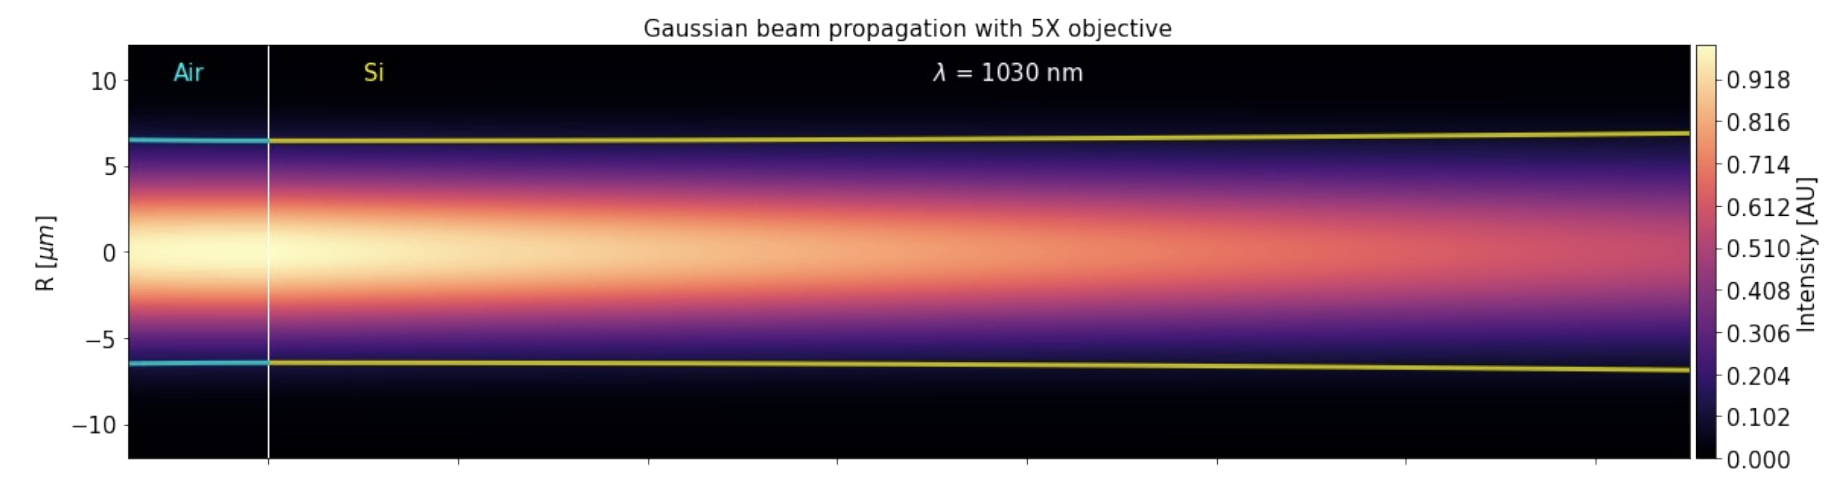 Gaussian beam propagation with 5X objective
Air
Si
λ = 1030 nm
R [μm]
10
5
0
−5
−10
0.918
0.816
0.714
0.612
0.510
0.408
0.306
0.204
0.102
0.000
Intensity [AU]